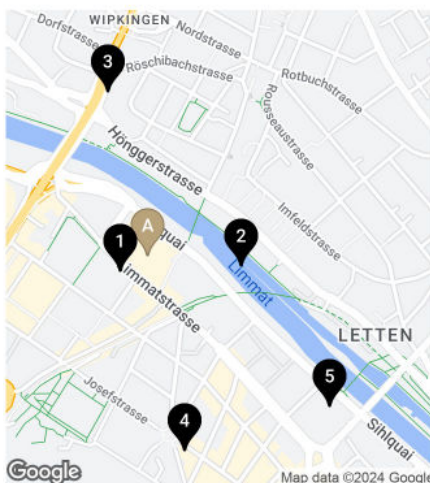 WIPKINGEN
Dorfstrasse
Nordstrasse
3
Röschibachstrasse
Rotbuchstrasse
Rousseaustrasse
Hönggerstrasse
Imfeldstrasse
A
quai
1
2
Limmatstrasse
Limmat
LETTEN
5
Josefstrasse
4
Sihlquai
Google
Map data ©2024 Google